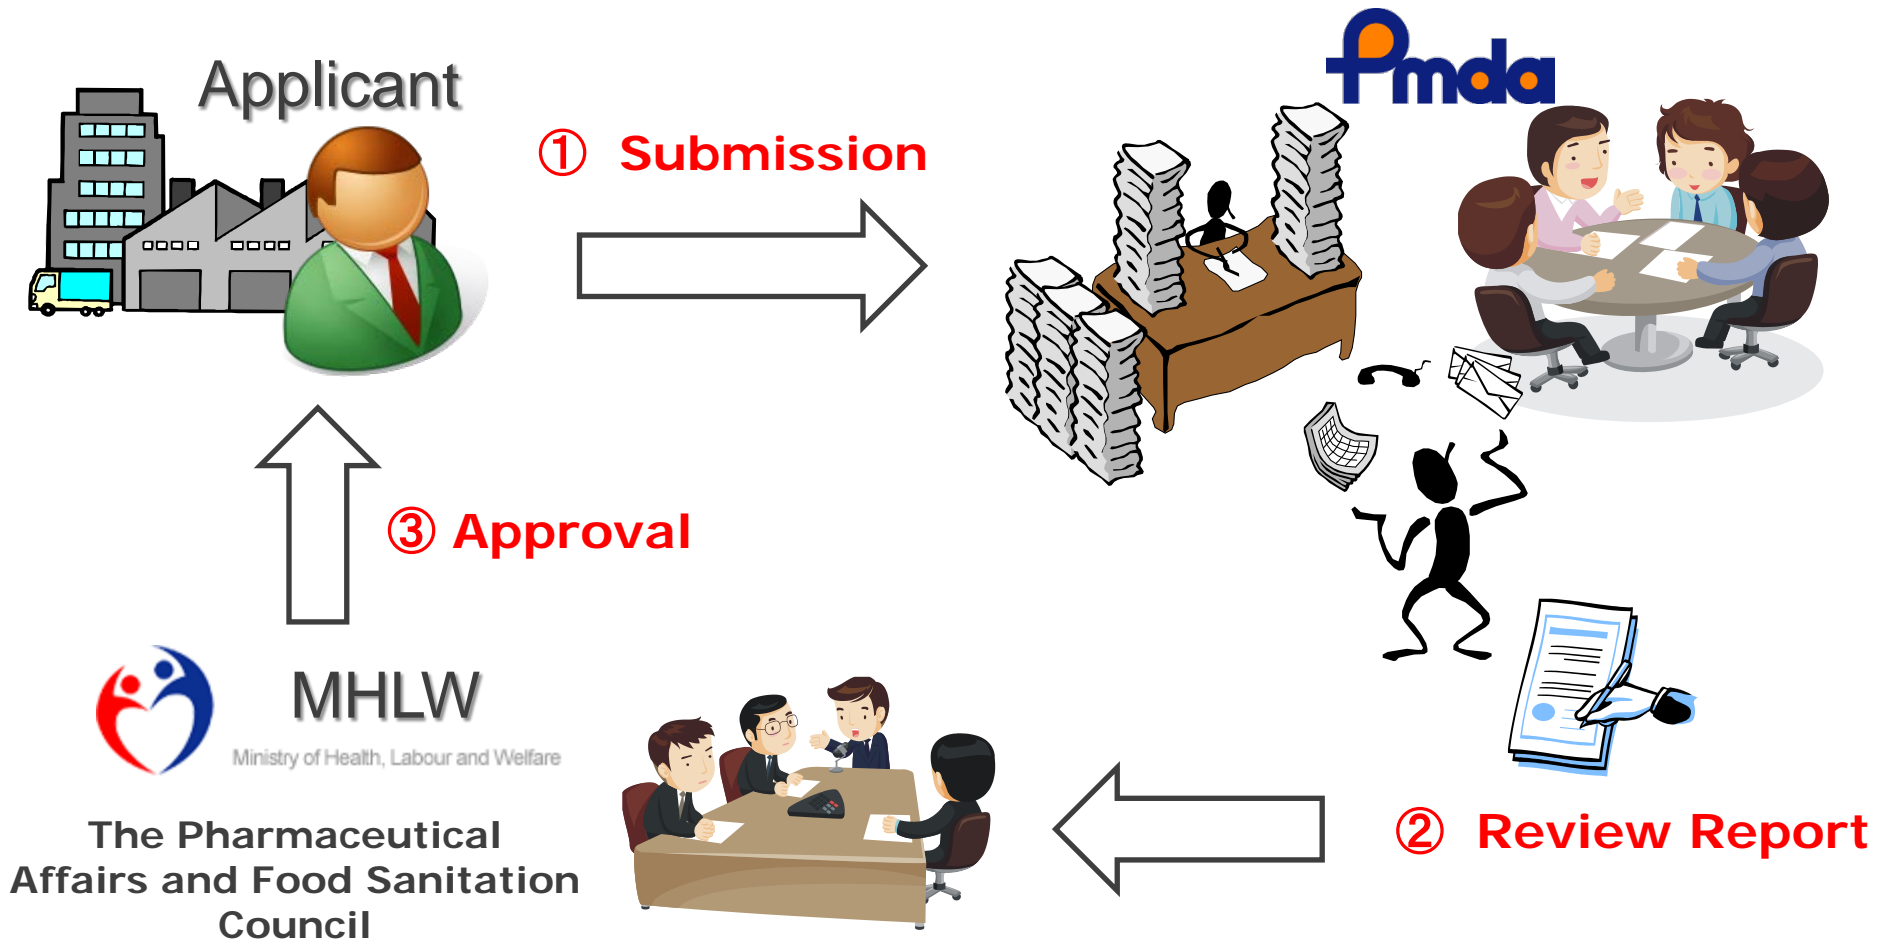 Applicant
Pmda
① Submission
③ Approval
MHLW
Ministry of Health, Labour and Welfare
The Pharmaceutical
Affairs and Food Sanitation
Council
② Review Report